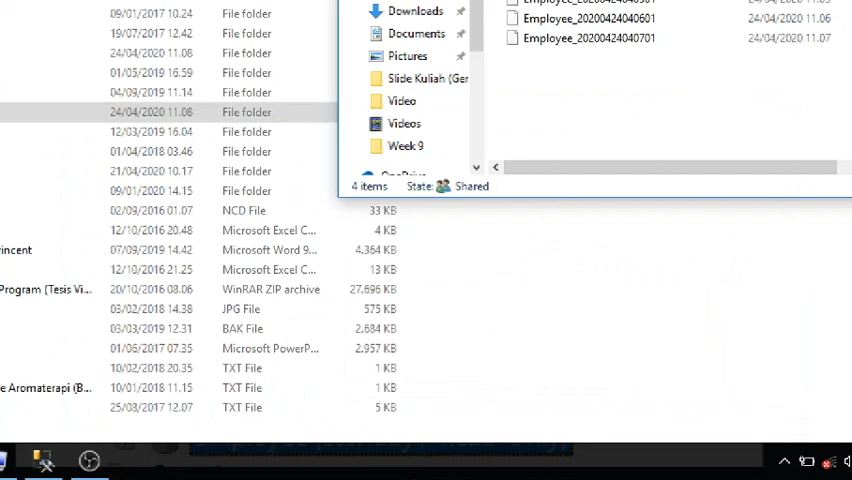 09/01/2017 10.24 File folder
19/07/2017 12.42 File folder
24/04/2020 11.08 File folder
01/05/2019 16.59 File folder
04/09/2019 11.14 File folder
24/04/2020 11.08 File folder
12/03/2019 16.04 File folder
01/04/2018 03.46 File folder
21/04/2020 10.17 File folder
09/01/2020 14.15 File folder
02/09/2016 01.07 NCD File 33 KB
12/10/2016 20.48 Microsoft Excel C... 4 KB
vincent 07/09/2019 14.42 Microsoft Word 9... 4.364 KB
12/10/2016 21.25 Microsoft Excel C... 13 KB
Program (Tesis Vi... 20/10/2016 08.06 WinRAR ZIP archive 27.696 KB
03/02/2018 14.38 JPG File 575 KB
03/03/2019 12.31 BAK File 2.684 KB
01/06/2017 07.35 Microsoft PowerP... 2.957 KB
10/02/2018 20.35 TXT File 1 KB
e Aromaterapi (B... 10/01/2018 11.15 TXT File 1 KB
25/08/2017 12.07 TXT File 5 KB
Downloads
Documents
Pictures
Slide Kuliah (Ger
Video
Videos
Week 9
OneDrive
Employee_20200424040601 24/04/2020 11.06
Employee_20200424040701 24/04/2020 11.07
4 items State: Shared